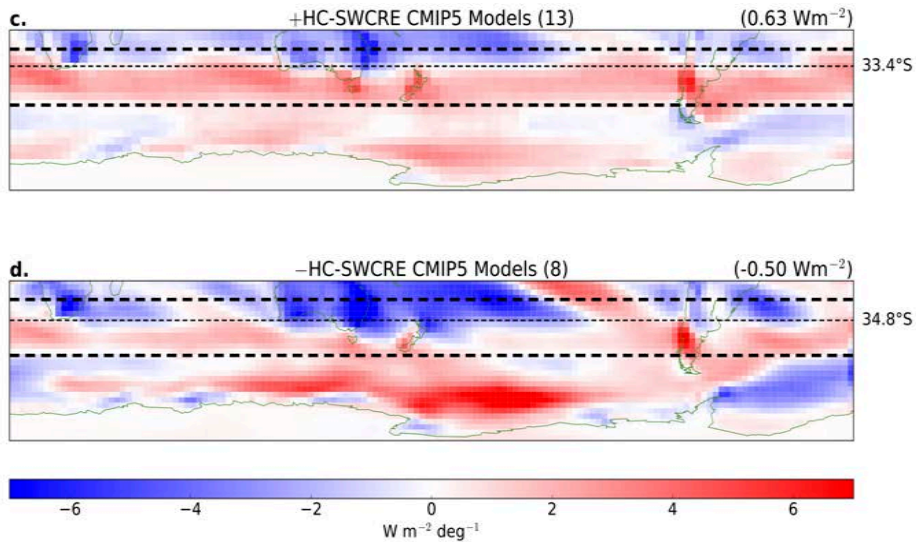 c. +HC-SWCRE CMIP5 Models (13) (0.63 Wm⁻²)
33.4°S
d. −HC-SWCRE CMIP5 Models (8) (-0.50 Wm⁻²)
34.8°S
−6 −4 −2 0 2 4 6
W m⁻² deg⁻¹